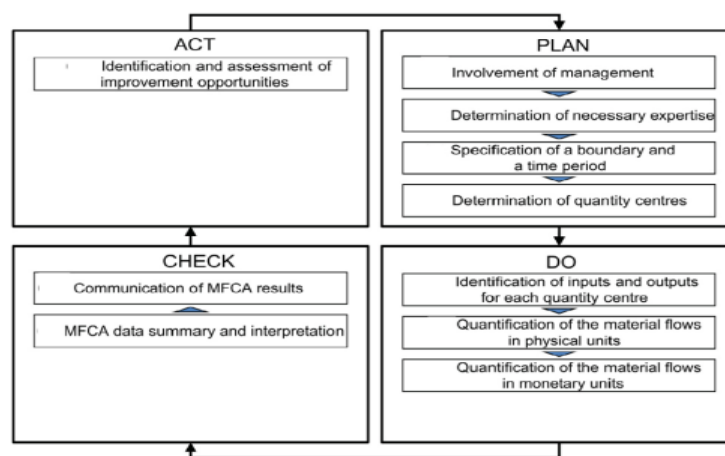 ACT
Identification and assessment of
improvement opportunities
PLAN
Involvement of management
Determination of necessary expertise
Specification of a boundary and
a time period
Determination of quantity centres
CHECK
Communication of MFCA results
MFCA data summary and interpretation
DO
Identification of inputs and outputs
for each quantity centre
Quantification of the material flows
in physical units
Quantification of the material flows
in monetary units